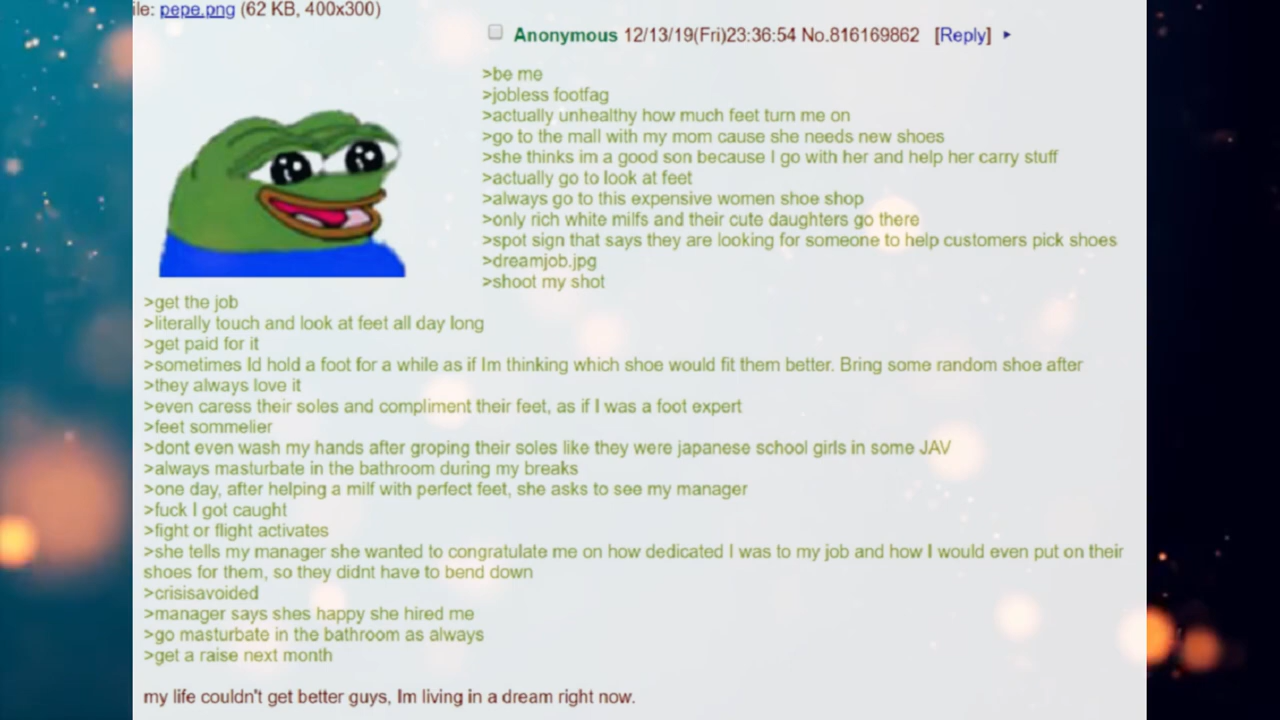 ile: pepe.png (62 KB, 400x300)
Anonymous 12/13/19(Fri)23:36:54 No.816169862 [Reply] ►
>be me
>jobless footfag
>actually unhealthy how much feet turn me on
>go to the mall with my mom cause she needs new shoes
>she thinks im a good son because I go with her and help her carry stuff
>actually go to look at feet
>always go to this expensive women shoe shop
>only rich white milfs and their cute daughters go there
>spot sign that says they are looking for someone to help customers pick shoes
>dreamjob.jpg
>shoot my shot
>get the job
>literally touch and look at feet all day long
>get paid for it
>sometimes Id hold a foot for a while as if Im thinking which shoe would fit them better. Bring some random shoe after
>they always love it
>even caress their soles and compliment their feet, as if I was a foot expert
>feet sommelier
>dont even wash my hands after groping their soles like they were japanese school girls in some JAV
>always masturbate in the bathroom during my breaks
>one day, after helping a milf with perfect feet, she asks to see my manager
>fuck I got caught
>fight or flight activates
>she tells my manager she wanted to congratulate me on how dedicated I was to my job and how I would even put on their
shoes for them, so they didnt have to bend down
>crisisavoided
>manager says shes happy she hired me
>go masturbate in the bathroom as always
>get a raise next month
my life couldn't get better guys, Im living in a dream right now.